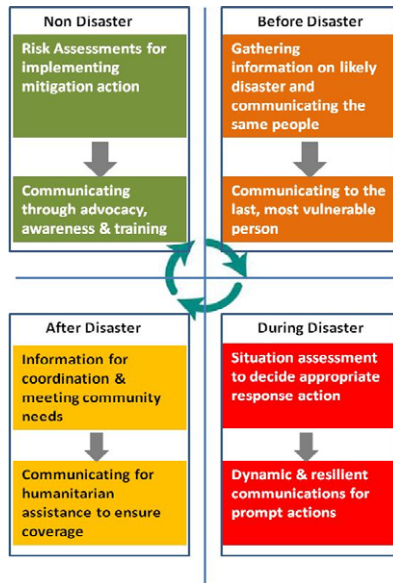 Non Disaster
Risk Assessments for
implementing
mitigation action
Communicating
through advocacy,
awareness & training
Before Disaster
Gathering
information on likely
disaster and
communicating the
same people
Communicating to the
last, most vulnerable
person
After Disaster
Information for
coordination &
meeting community
needs
Communicating for
humanitarian
assistance to ensure
coverage
During Disaster
Situation assessment
to decide appropriate
response action
Dynamic & resilient
communications for
prompt actions